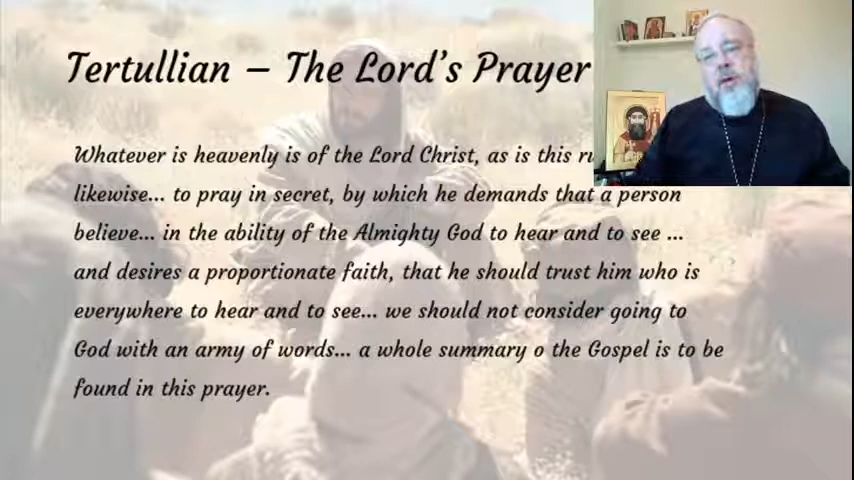 Tertullian – The Lord's Prayer
Whatever is heavenly is of the Lord Christ, as is this
likewise... to pray in secret, by which he demands that a person
believe... in the ability of the Almighty God to hear and to see ...
and desires a proportionate faith, that he should trust him who is
everywhere to hear and to see... we should not consider going to
God with an army of words... a whole summary o the Gospel is to be
found in this prayer.